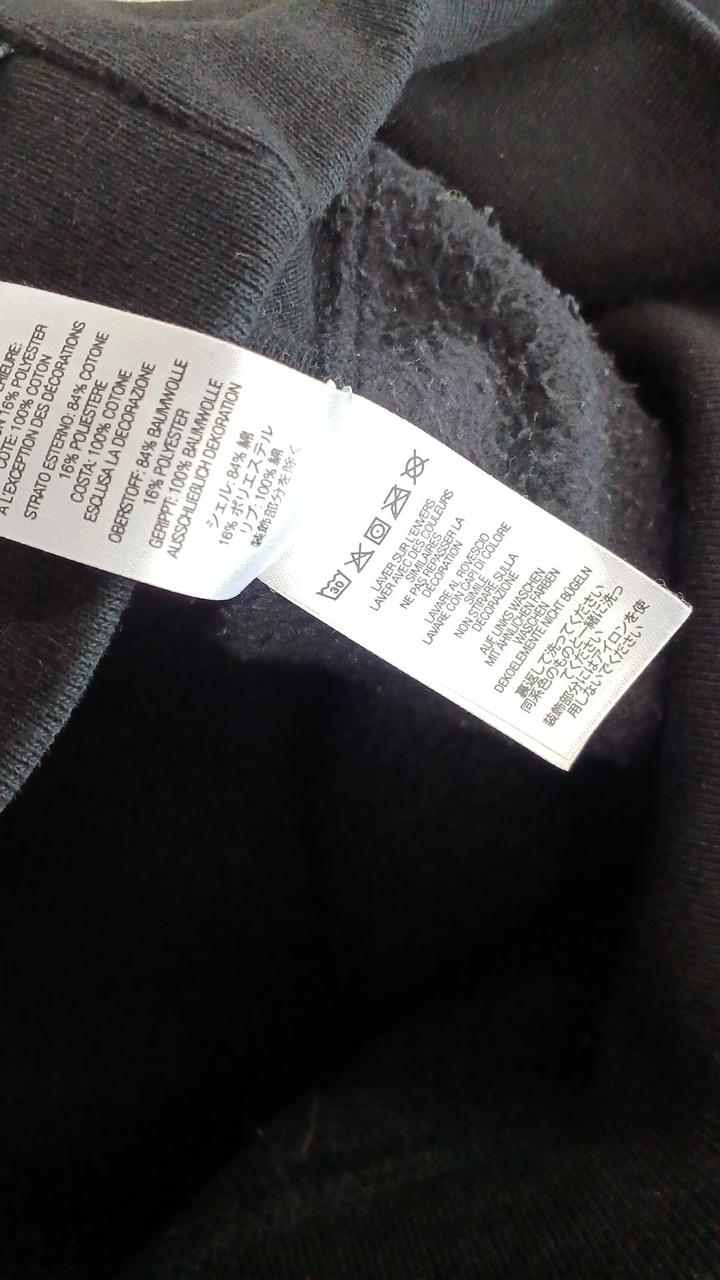 16% POLYESTER
CÔTE: 100% COTON
A L'EXCEPTION DES DÉCORATIONS
STRATO ESTERNO: 84% COTONE
16% POLIESTERE
COSTA: 100% COTONE
ESCLUSA LA DECORAZIONE
OBERSTOFF: 84% BAUMWOLLE
16% POLYESTER
GERIPPT: 100% BAUMWOLLE
AUSSCHLIEBLICH DEKORATION
シェル: 84% 綿
16% ポリエステル
リブ: 100% 綿
装飾部分を除く
30
LAVER SUR L'ENVERS
LAVER AVEC DES COULEURS
SIMILAIRES
NE PAS REPASSER LA
DÉCORATION
LAVARE AL ROVESCIO
LAVARE CON CAPI DI COLORE
SIMILE
NON STIRARE SULLA
DECORAZIONE
AUF LINKS WASCHEN
MIT ÄHNLICHEN FARBEN
WASCHEN
DEKOELEMENTE NICHT BÜGELN
裏返して洗ってください
同系色のものと一緒に洗っ
てください
装飾部分にはアイロンを使
用しないでください